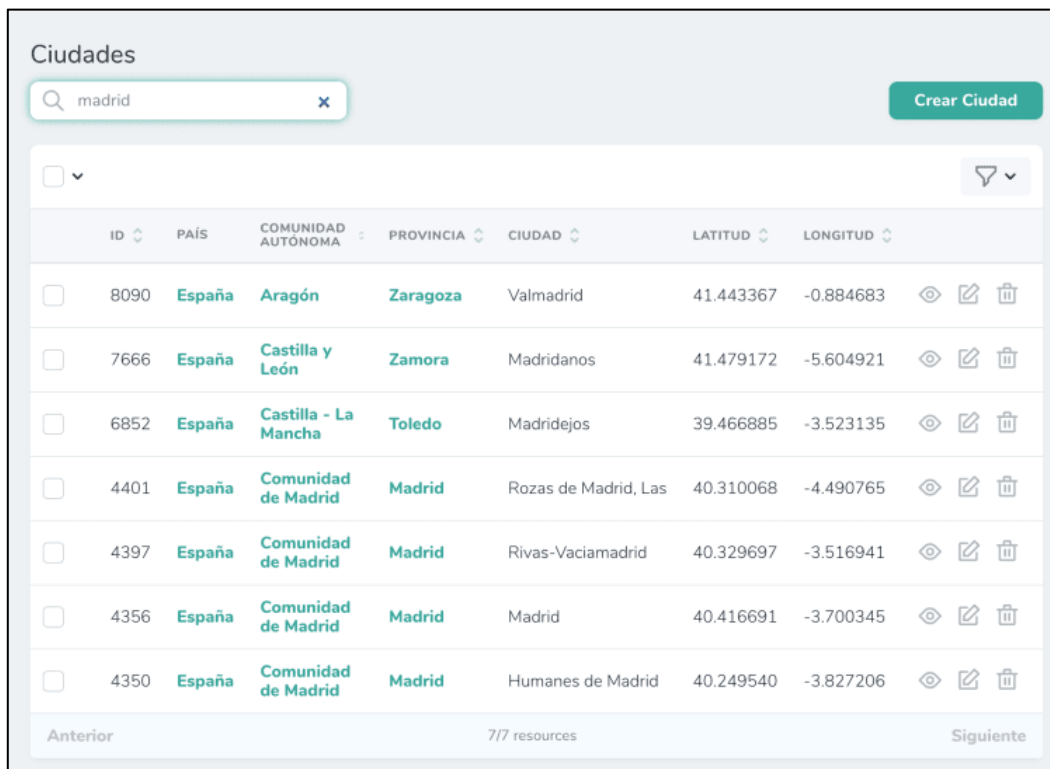 Ciudades
madrid
Crear Ciudad
ID PAÍS COMUNIDAD AUTÓNOMA PROVINCIA CIUDAD LATITUD LONGITUD
8090 España Aragón Zaragoza Valmadrid 41.443367 -0.884683
7666 España Castilla y León Zamora Madridanos 41.479172 -5.604921
6852 España Castilla - La Mancha Toledo Madridejos 39.466885 -3.523135
4401 España Comunidad de Madrid Madrid Rozas de Madrid, Las 40.310068 -4.490765
4397 España Comunidad de Madrid Madrid Rivas-Vaciamadrid 40.329697 -3.516941
4356 España Comunidad de Madrid Madrid Madrid 40.416691 -3.700345
4350 España Comunidad de Madrid Madrid Humanes de Madrid 40.249540 -3.827206
Anterior 7/7 resources Siguiente